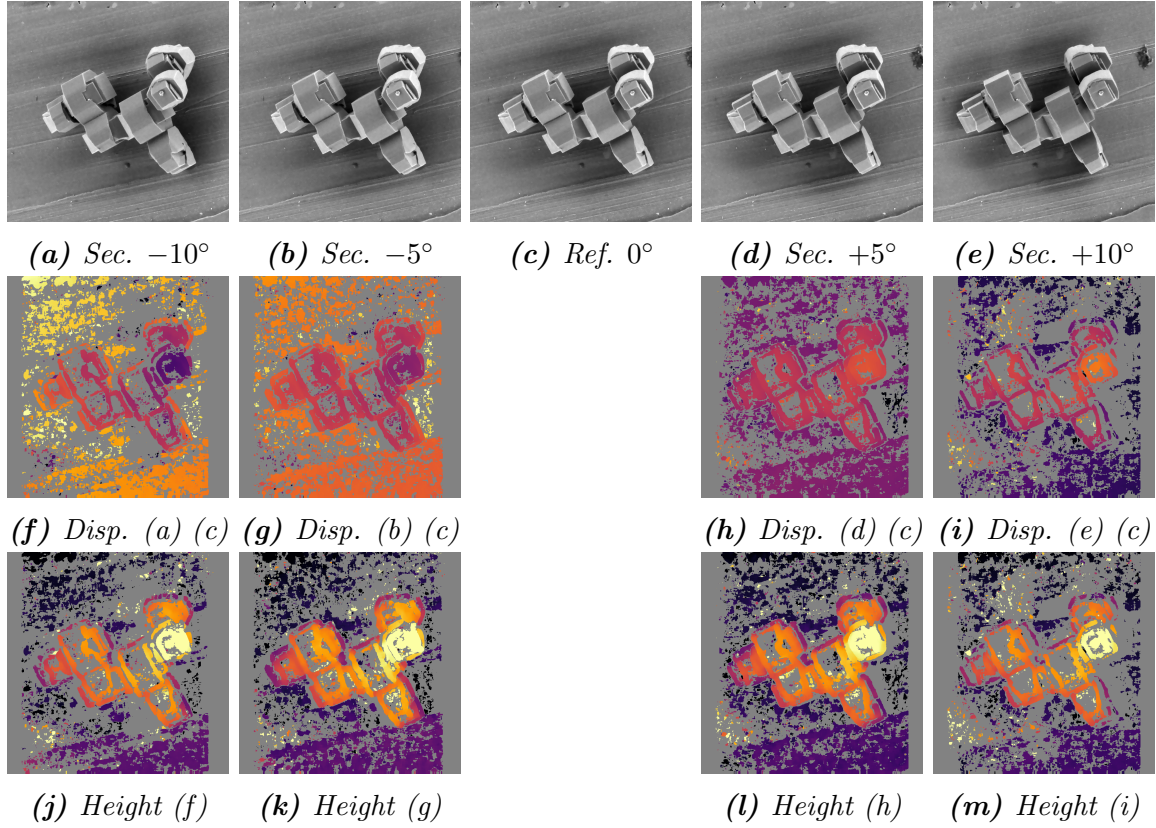 (a) Sec. −10° (b) Sec. −5° (c) Ref. 0° (d) Sec. +5° (e) Sec. +10°
(f) Disp. (a) (c) (g) Disp. (b) (c) (h) Disp. (d) (c) (i) Disp. (e) (c)
(j) Height (f) (k) Height (g) (l) Height (h) (m) Height (i)